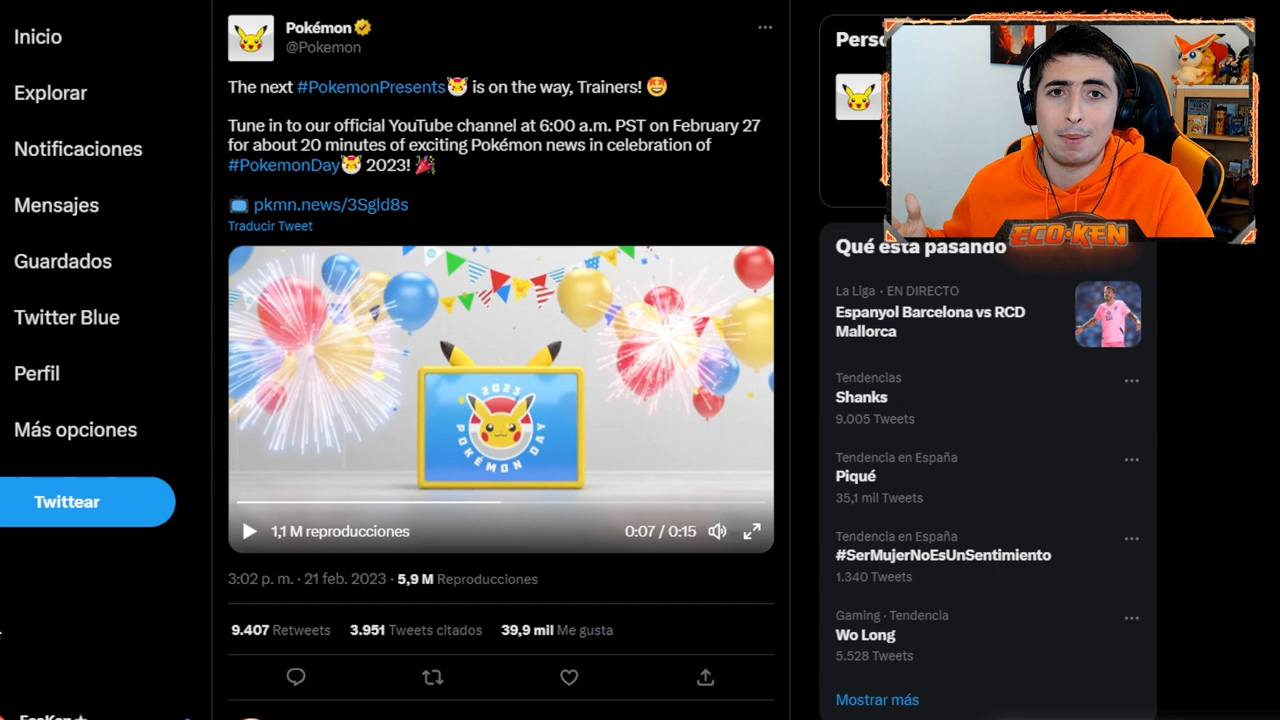 Inicio
Explorar
Notificaciones
Mensajes
Guardados
Twitter Blue
Perfil
Más opciones
Twittear
Pokémon
@Pokemon
The next #PokemonPresents is on the way, Trainers! 🤩
Tune in to our official YouTube channel at 6:00 a.m. PST on February 27
for about 20 minutes of exciting Pokémon news in celebration of
#PokemonDay 2023! 🎉
📺 pkmn.news/3Sgld8s
Traducir Tweet
2023
POKÉMON DAY
1,1 M reproducciones
0:07 / 0:15
3:02 p. m. · 21 feb. 2023 · 5,9 M Reproducciones
9.407 Retweets 3.951 Tweets citados 39,9 mil Me gusta
ECO-KEN
Qué está pasando
La Liga · EN DIRECTO
Espanyol Barcelona vs RCD
Mallorca
Tendencias
Shanks
9.005 Tweets
Tendencia en España
Piqué
35,1 mil Tweets
Tendencia en España
#SerMujerNoEsUnSentimiento
1.340 Tweets
Gaming · Tendencia
Wo Long
5.528 Tweets
Mostrar más